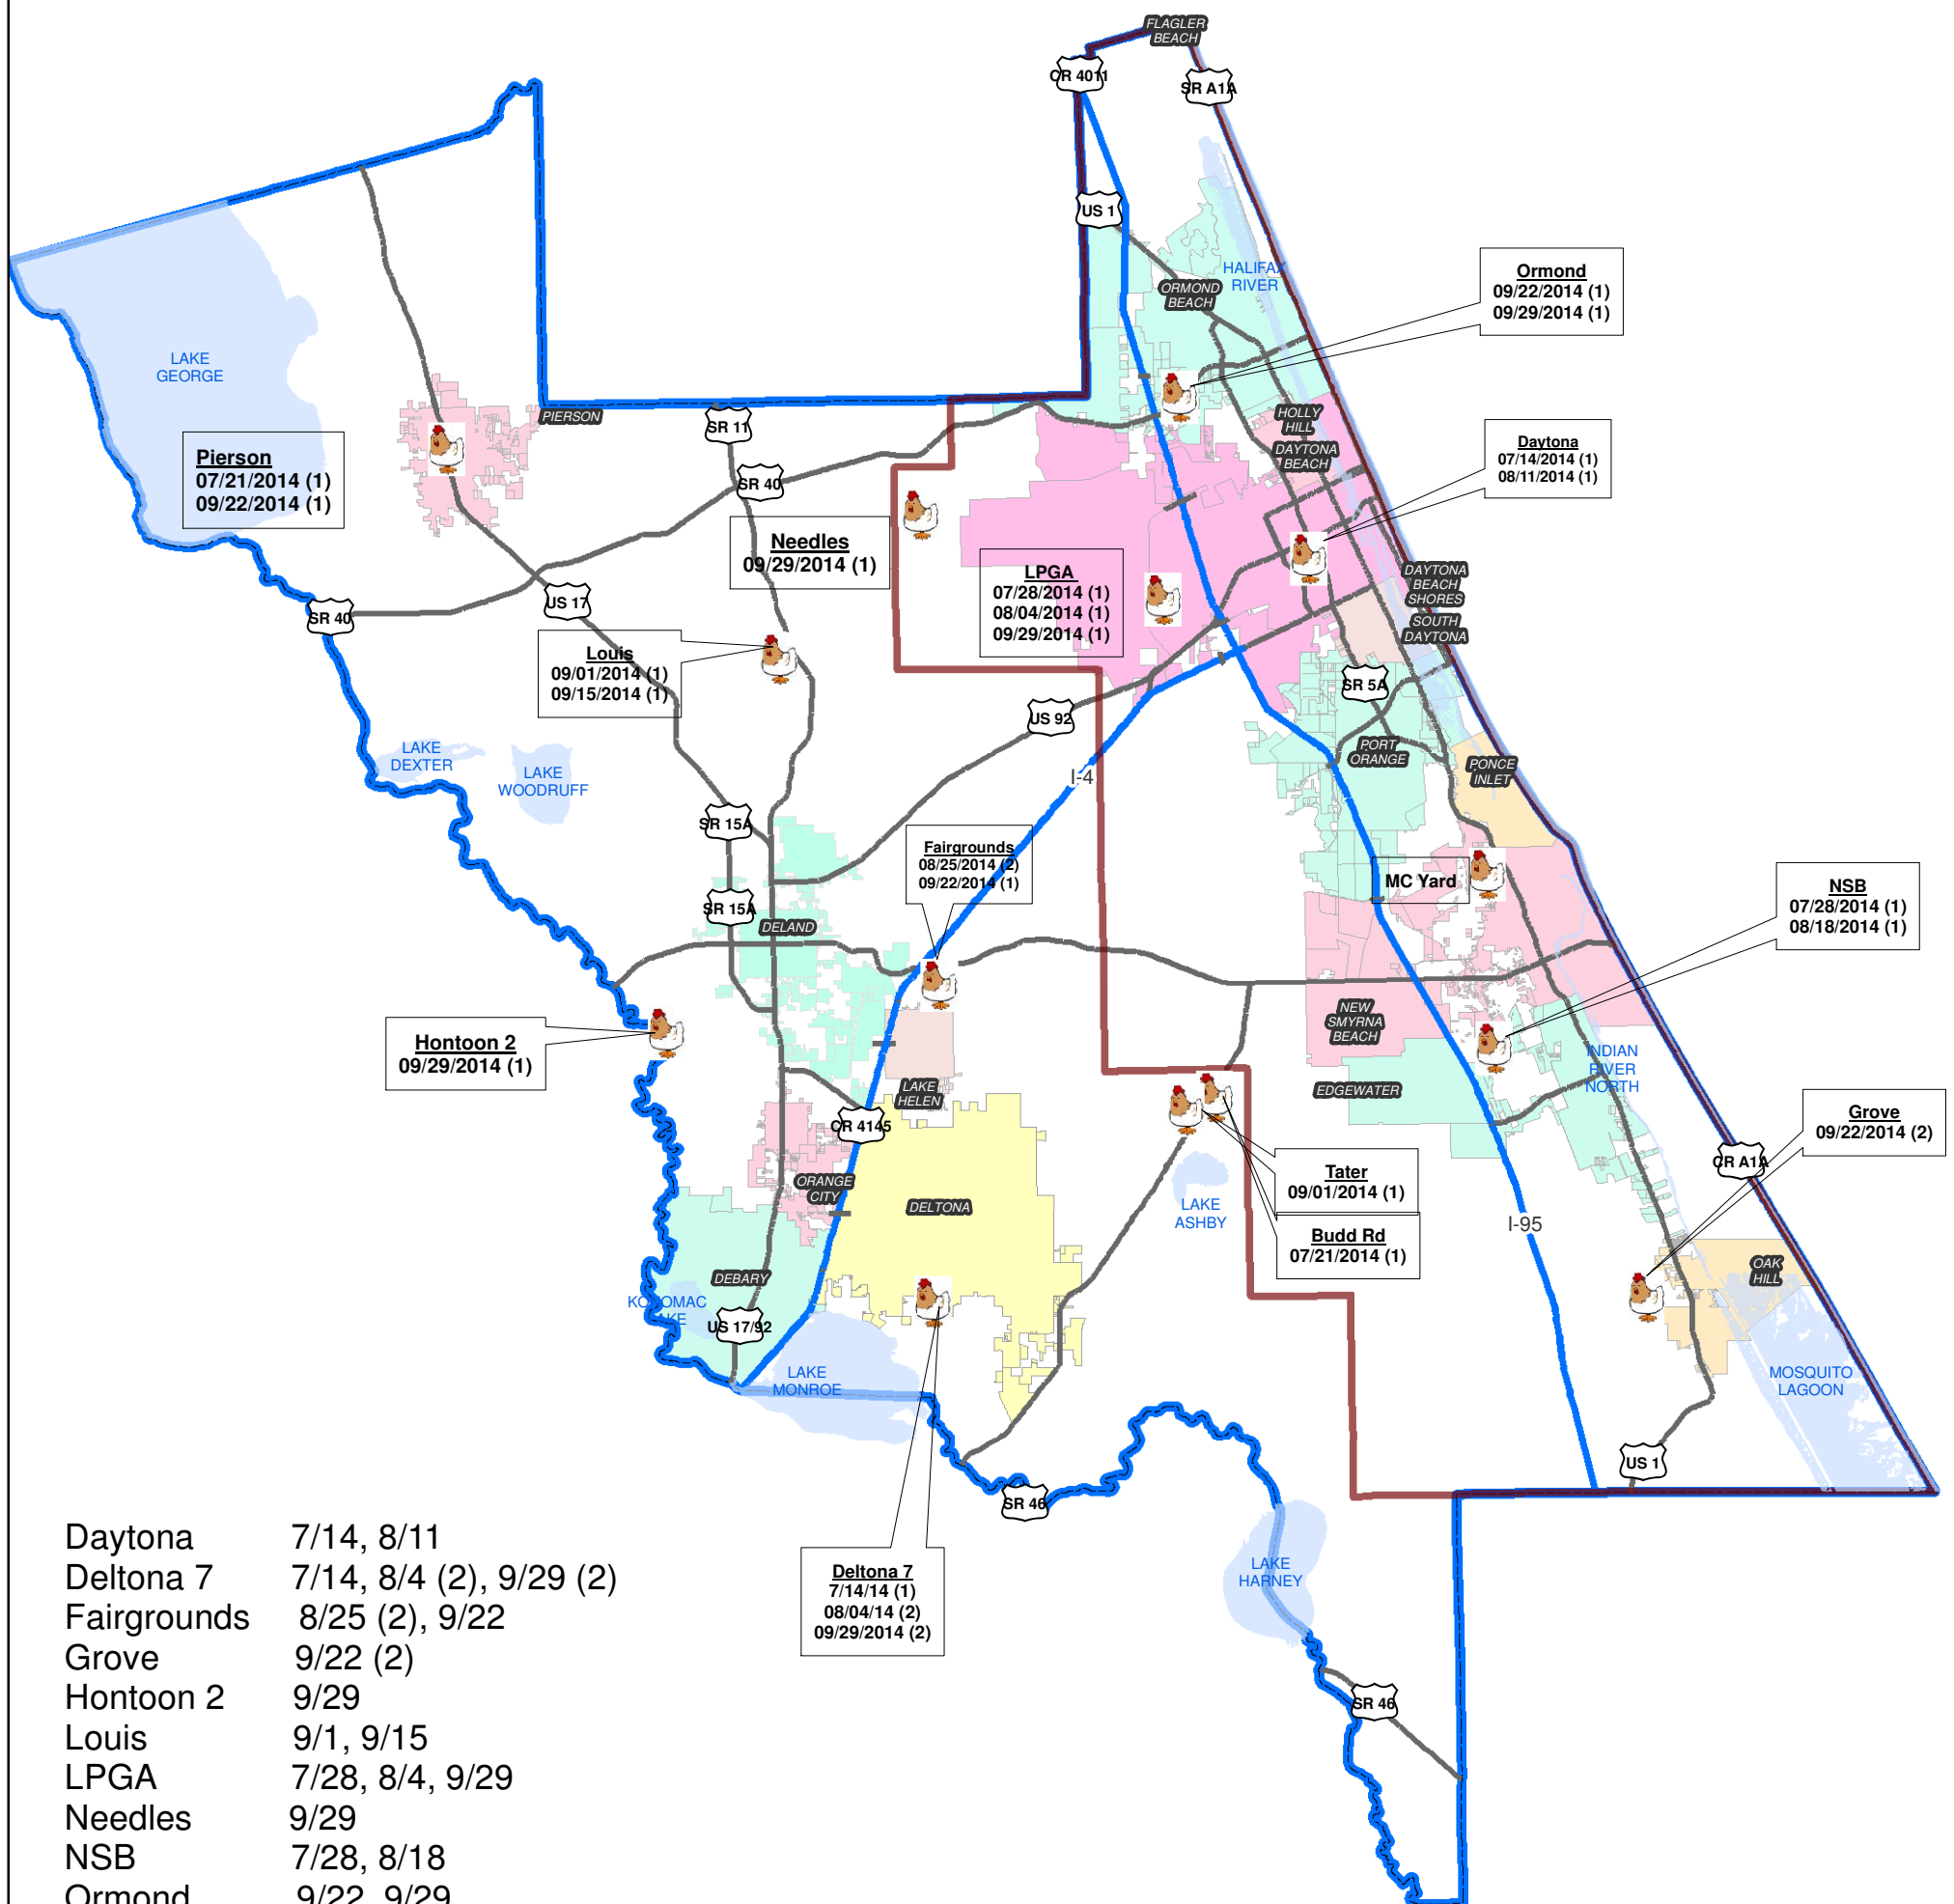 FLAGLER
BEACH
CR 4011
SR A1A
US 1
HALIFAX
RIVER
ORMOND
BEACH
Ormond
09/22/2014 (1)
09/29/2014 (1)
LAKE
GEORGE
PIERSON
SR 11
HOLLY
HILL
DAYTONA
BEACH
Daytona
07/14/2014 (1)
08/11/2014 (1)
Pierson
07/21/2014 (1)
09/22/2014 (1)
SR 40
Needles
09/29/2014 (1)
LPGA
07/28/2014 (1)
08/04/2014 (1)
09/29/2014 (1)
DAYTONA
BEACH
SHORES
SOUTH
DAYTONA
US 17
SR 40
Louis
09/01/2014 (1)
09/15/2014 (1)
SR 5A
US 92
PORT
ORANGE
PONCE
INLET
LAKE
DEXTER
LAKE
WOODRUFF
I-4
SR 15A
Fairgrounds
08/25/2014 (2)
09/22/2014 (1)
MC Yard
SR 15A
DELAND
NSB
07/28/2014 (1)
08/18/2014 (1)
Hontoon 2
09/29/2014 (1)
NEW
SMYRNA
BEACH
INDIAN
RIVER
NORTH
EDGEWATER
LAKE
HELEN
CR 4145
Grove
09/22/2014 (2)
CR A1A
Tater
09/01/2014 (1)
ORANGE
CITY
DELTONA
LAKE
ASHBY
Budd Rd
07/21/2014 (1)
I-95
DEBARY
OAK
HILL
US 17/92
LAKE
MONROE
MOSQUITO
LAGOON
US 1
SR 46
Deltona 7
7/14/14 (1)
08/04/14 (2)
09/29/2014 (2)
LAKE
HARNEY
SR 46
Daytona 7/14, 8/11
Deltona 7 7/14, 8/4 (2), 9/29 (2)
Fairgrounds 8/25 (2), 9/22
Grove 9/22 (2)
Hontoon 2 9/29
Louis 9/1, 9/15
LPGA 7/28, 8/4, 9/29
Needles 9/29
NSB 7/28, 8/18
Ormond 9/22, 9/29